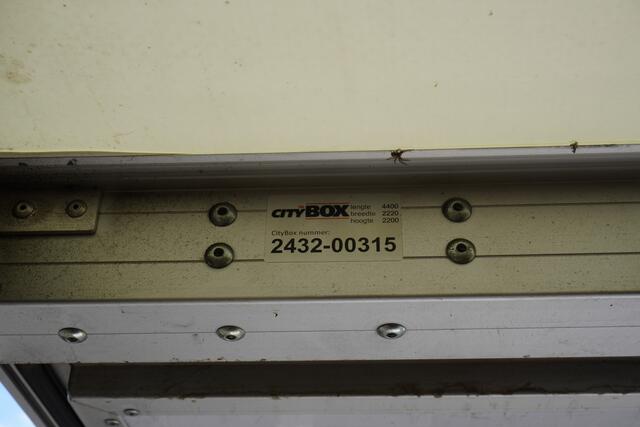 CITYBOX
lengte 4400
breedte 2220
hoogte 2200
CityBox nummer:
2432-00315